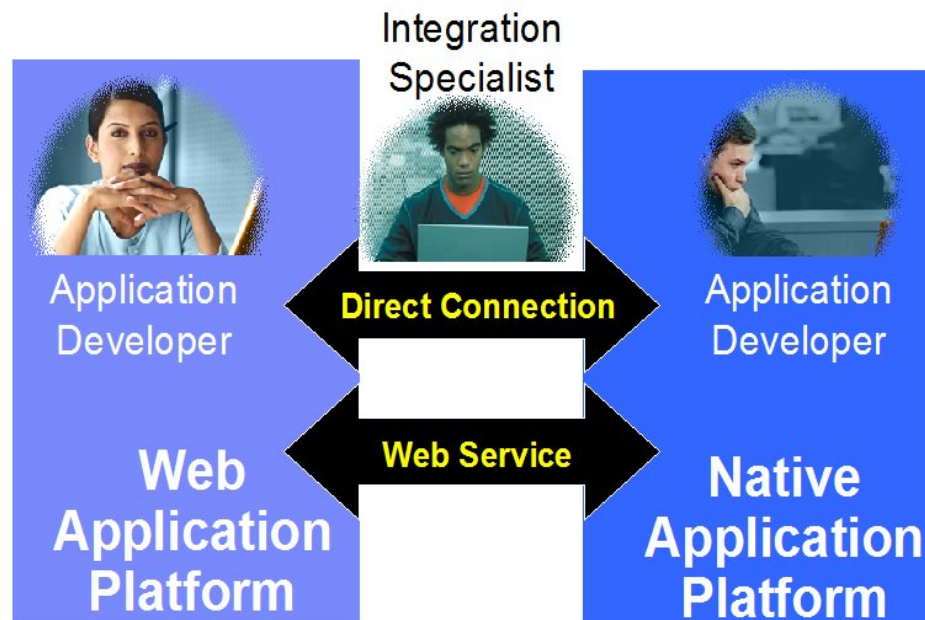 Integration
Specialist
Application
Developer
Direct Connection
Application
Developer
Web Service
Web
Application
Platform
Native
Application
Platform